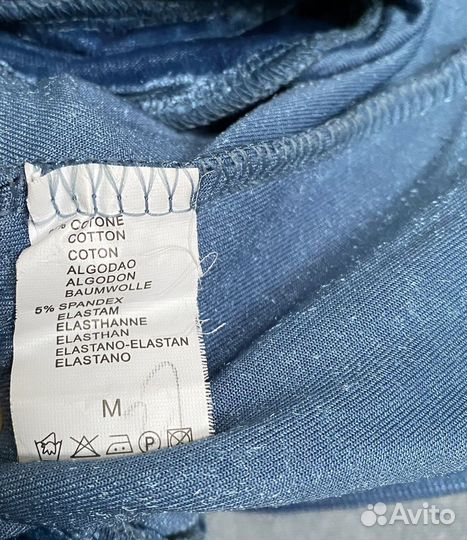 % COTONE
COTTON
COTON
ALGODAO
ALGODON
BAUMWOLLE
5% SPANDEX
ELASTAM
ELASTHANNE
ELASTHAN
ELASTANO-ELASTAN
ELASTANO
M
P
Avito